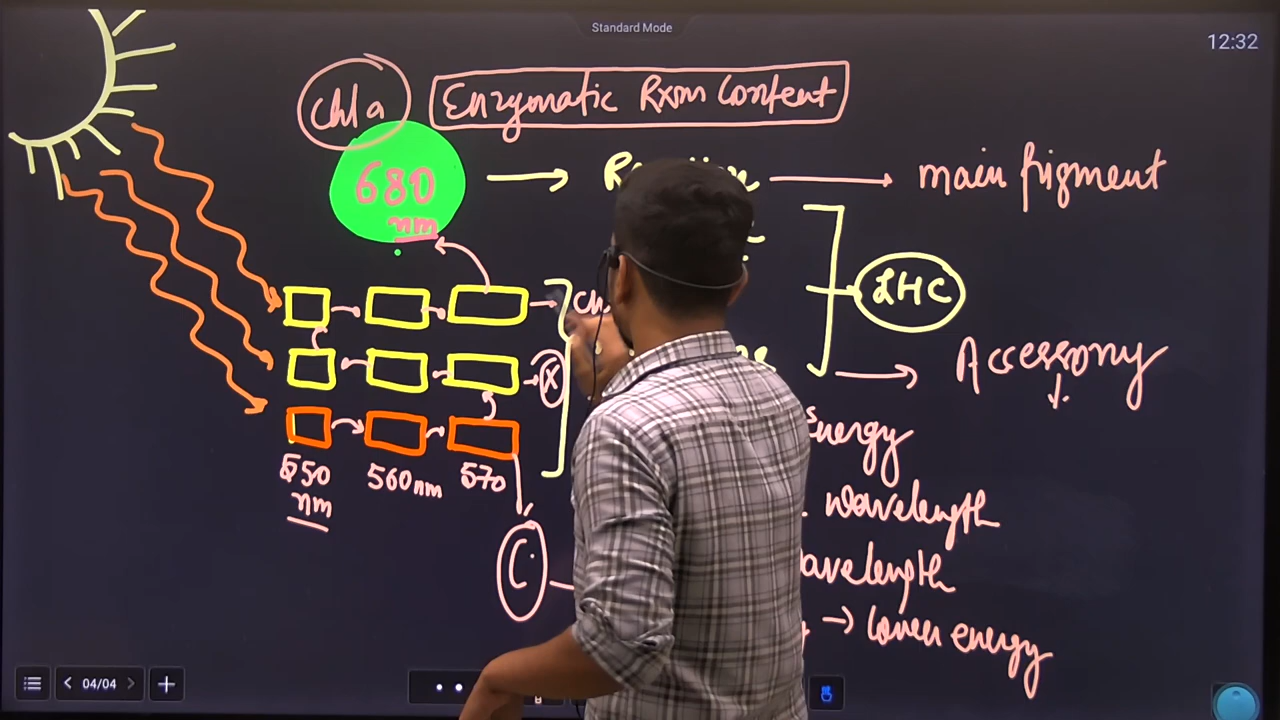 Standard Mode
12:32
Chl a
Enzymatic Rxm Content
680
nm
main pigment
LHC
Accessory
Energy
wavelength
wavelength
→ lower energy
X
550
nm
560nm
570
C
04/04